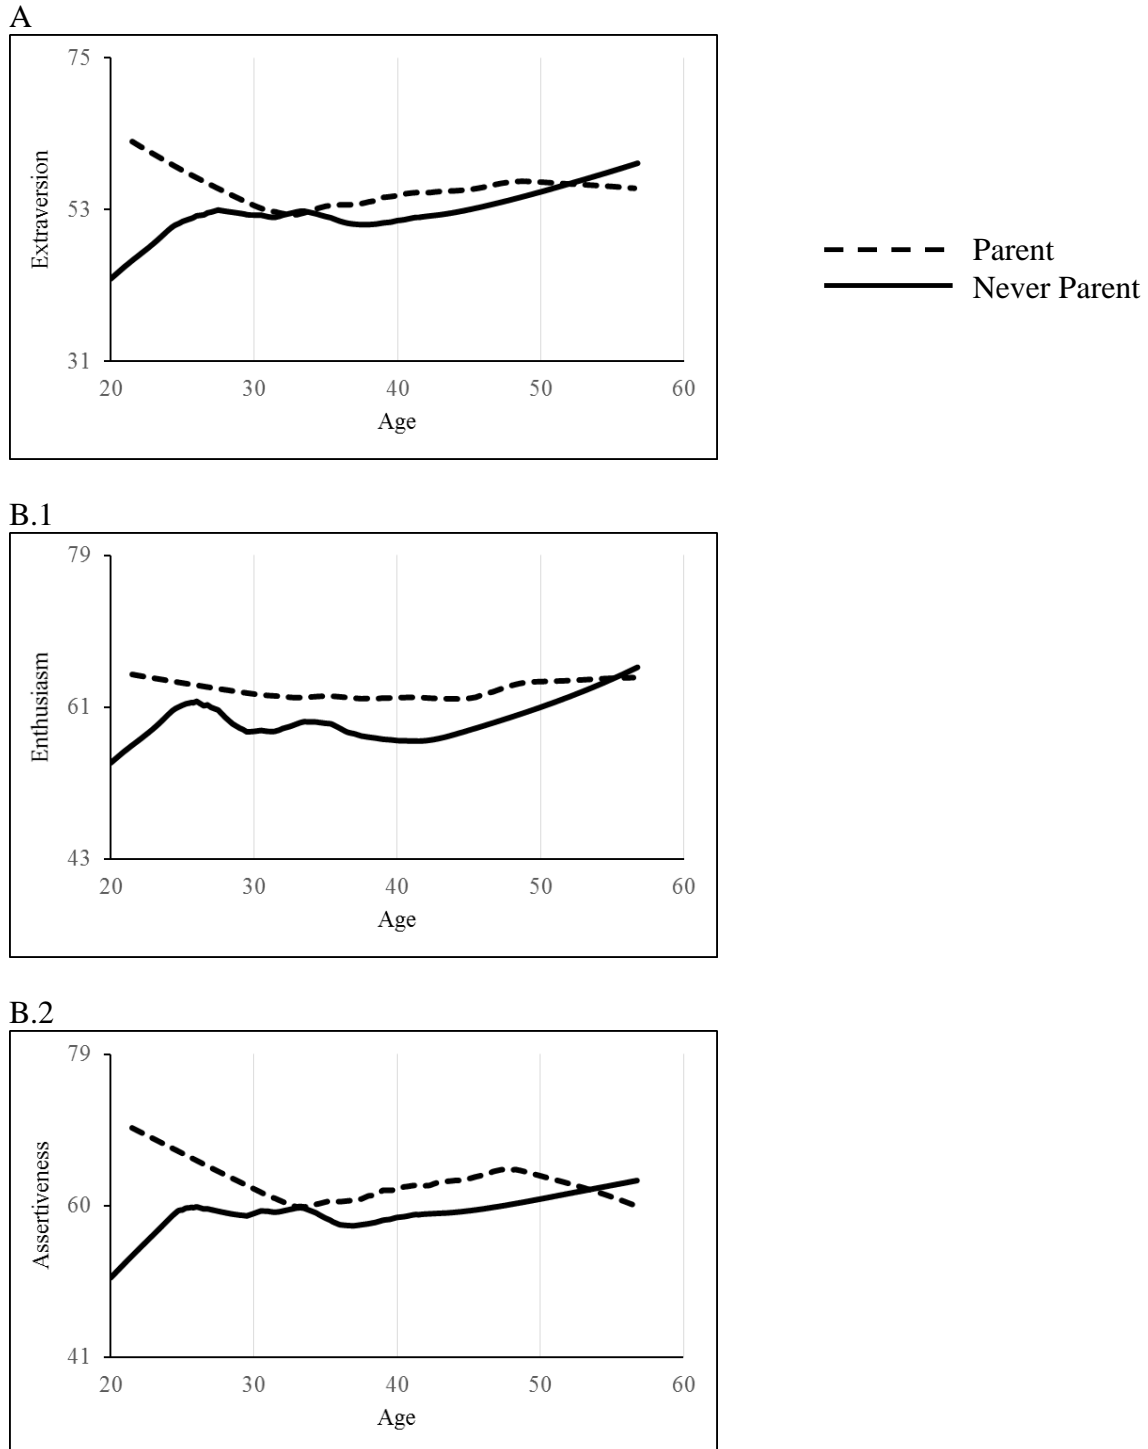 A
75
53
31
Extraversion
20 30 40 50 60
Age
Parent
Never Parent
B.1
79
61
43
Enthusiasm
20 30 40 50 60
Age
B.2
79
60
41
Assertiveness
20 30 40 50 60
Age